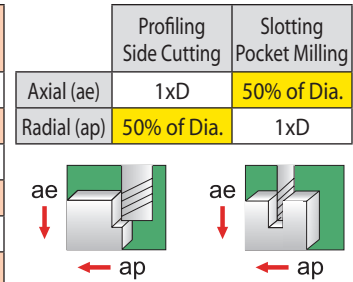 Profiling Slotting
Side Cutting Pocket Milling
Axial (ae) 1xD 50% of Dia.
Radial (ap) 50% of Dia. 1xD
ae ae
ap ap